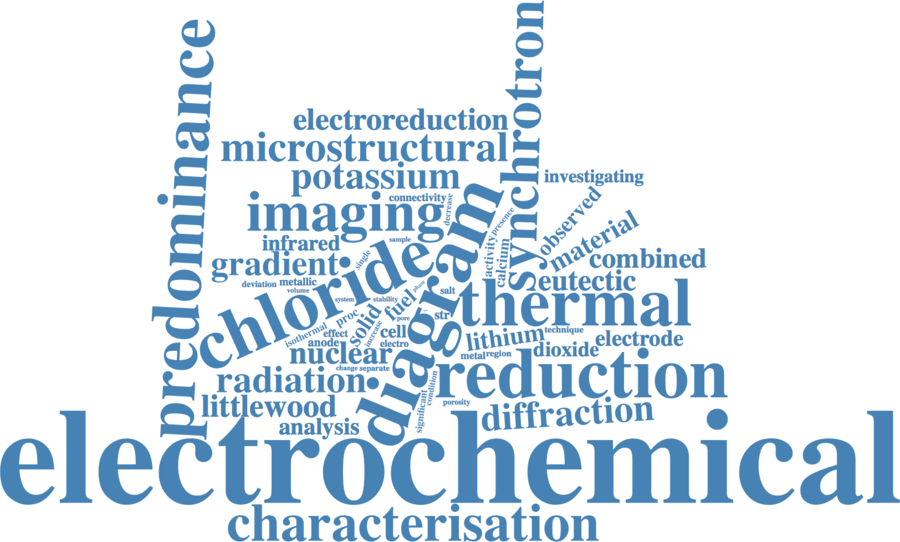 predominance
synchrotron
electroreduction
microstructural
potassium
investigating
connectivity
decrease
imaging
presence
observed
infrared
sample
diagram
activity
calcium
material
gradient
single
chloride
combined
deviation
metallic
volume
eutectic
salt
phase
system
stability
fuel
thermal
isothermal
proc
solid
pore
str
effect
cell
increase
lithium
technique
anode
electro
electrode
nuclear
metal
region
dioxide
change
separate
radiation
reduction
condition
significant
porosity
littlewood
diffraction
analysis
electrochemical
characterisation